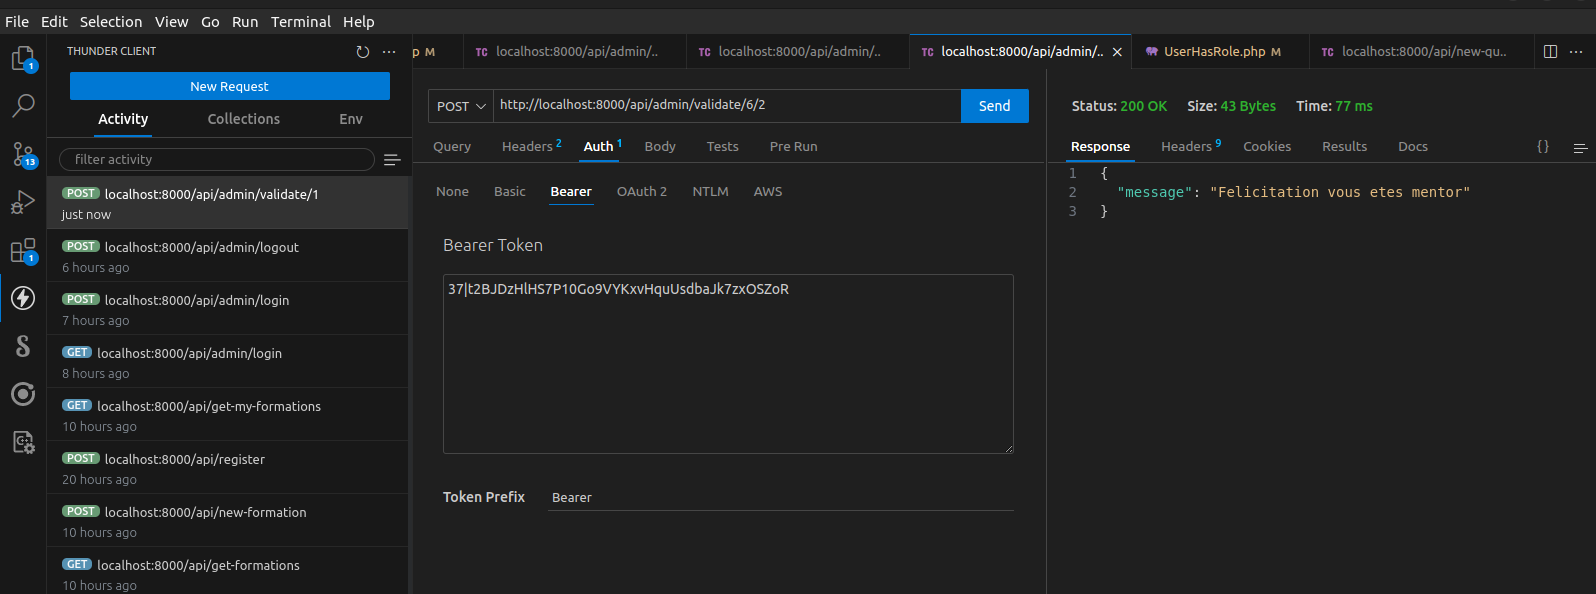 File Edit Selection View Go Run Terminal Help
THUNDER CLIENT
New Request
Activity Collections Env
filter activity
POST localhost:8000/api/admin/validate/1
just now
POST localhost:8000/api/admin/logout
6 hours ago
POST localhost:8000/api/admin/login
7 hours ago
GET localhost:8000/api/admin/login
8 hours ago
GET localhost:8000/api/get-my-formations
10 hours ago
POST localhost:8000/api/register
20 hours ago
POST localhost:8000/api/new-formation
10 hours ago
GET localhost:8000/api/get-formations
10 hours ago
1
13
1
p M
TC localhost:8000/api/admin/..
TC localhost:8000/api/admin/..
TC localhost:8000/api/admin/..
UserHasRole.php M
TC localhost:8000/api/new-qu..
POST http://localhost:8000/api/admin/validate/6/2 Send
Query Headers 2 Auth 1 Body Tests Pre Run
None Basic Bearer OAuth 2 NTLM AWS
Bearer Token
37|t2BJDzHlHS7P10Go9VYKxvHquUsdbaJk7zxOSZoR
Token Prefix Bearer
Status: 200 OK Size: 43 Bytes Time: 77 ms
Response Headers 9 Cookies Results Docs {}
1 {
2 "message": "Felicitation vous etes mentor"
3 }